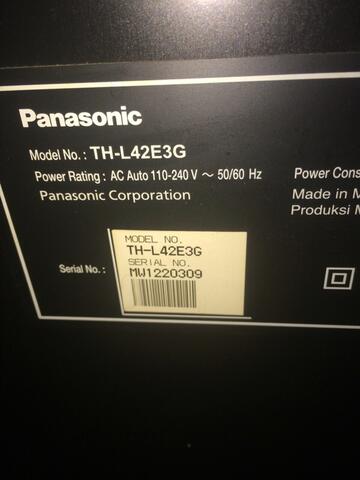 Panasonic
Model No. : TH-L42E3G
Power Rating : AC Auto 110-240 V ~ 50/60 Hz
Power Cons
Panasonic Corporation
Made in M
Produksi M
Serial No. :
MODEL NO.
TH-L42E3G
SERIAL NO.
MW1220309